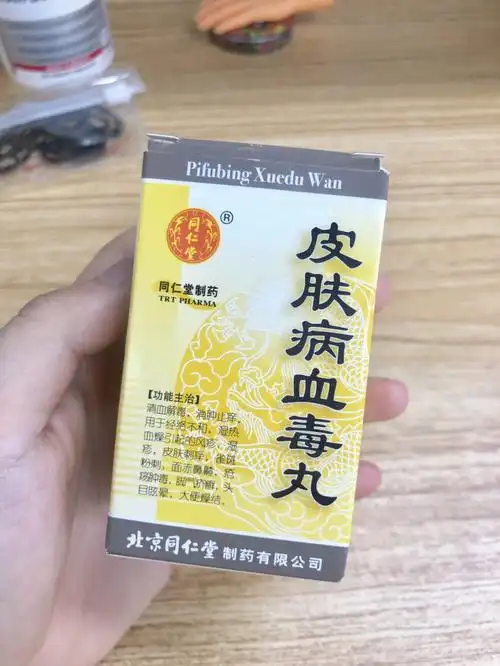 Pifubing Xuedu Wan
同仁堂
®
同仁堂制药
TRT PHARMA
皮肤病血毒丸
【功能主治】
清血解毒，消肿止痒。
用于经络不和，湿热
血燥引起的风疹，湿
疹，皮肤刺痒，雀斑
粉刺，面赤鼻齄，疮
疡肿毒，脚气疥癣，头
目眩晕，大便燥结。
北京同仁堂制药有限公司